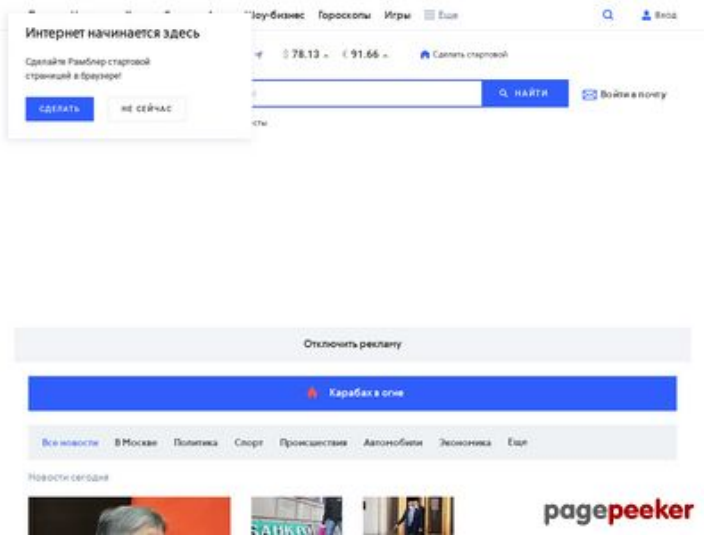 Шоу-бизнес Гороскопы Игры Еще Вход
Интернет начинается здесь
Сделайте Рамблер стартовой
страницей в браузере!
СДЕЛАТЬ НЕ СЕЙЧАС
$ 78.13 € 91.66 Сделать стартовой
НАЙТИ Войти в почту
Отключить рекламу
Карабах в огне
Все новости В Москве Политика Спорт Происшествия Автомобили Экономика Еще
Новости сегодня
БАНК
pagepeeker